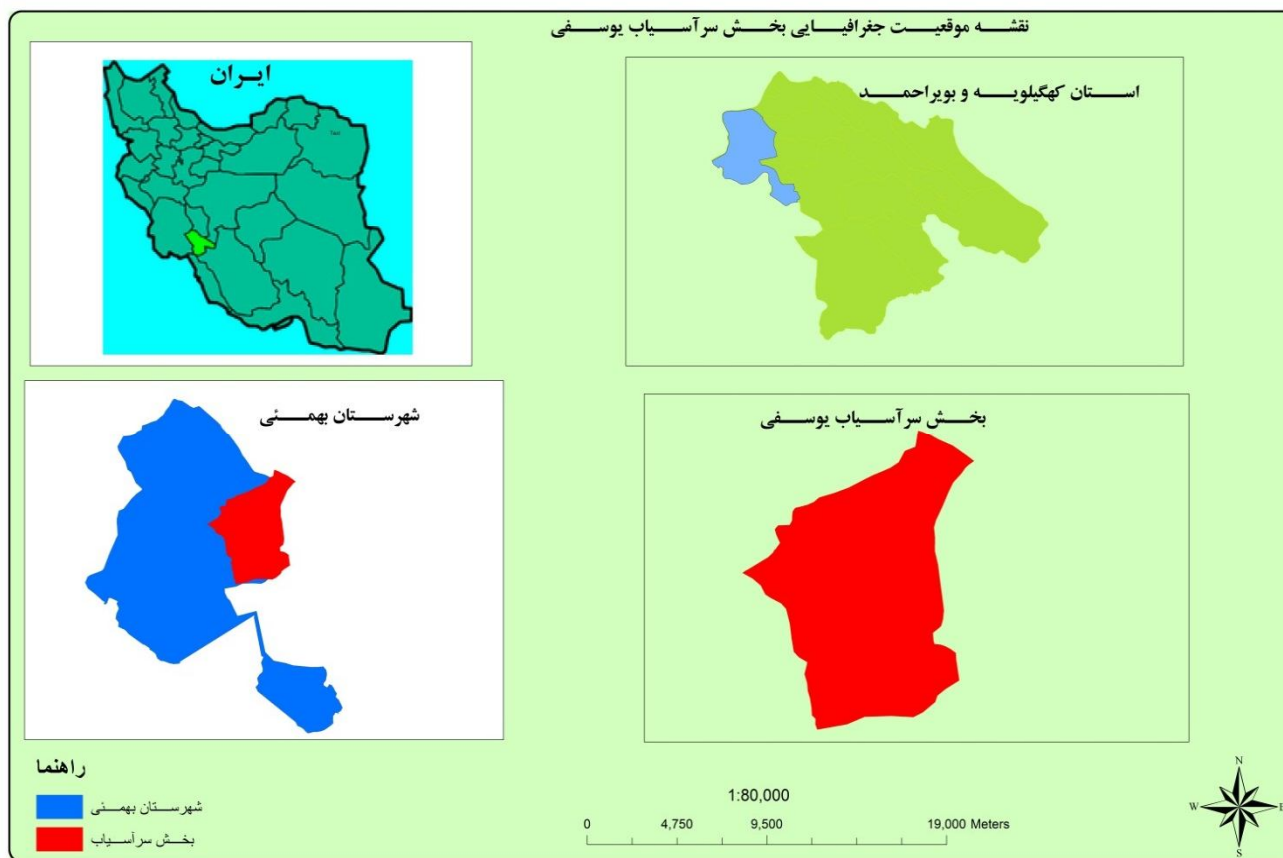 نقشه موقعیت جغرافیایی بخش سرآسیاب یوسفی
ایران
استان کهگیلویه و بویراحمد
شهرستان بهمئی
بخش سرآسیاب یوسفی
راهنما
شهرستان بهمئی
بخش سرآسیاب
1:80,000
0 4,750 9,500 19,000 Meters
N
W E
S